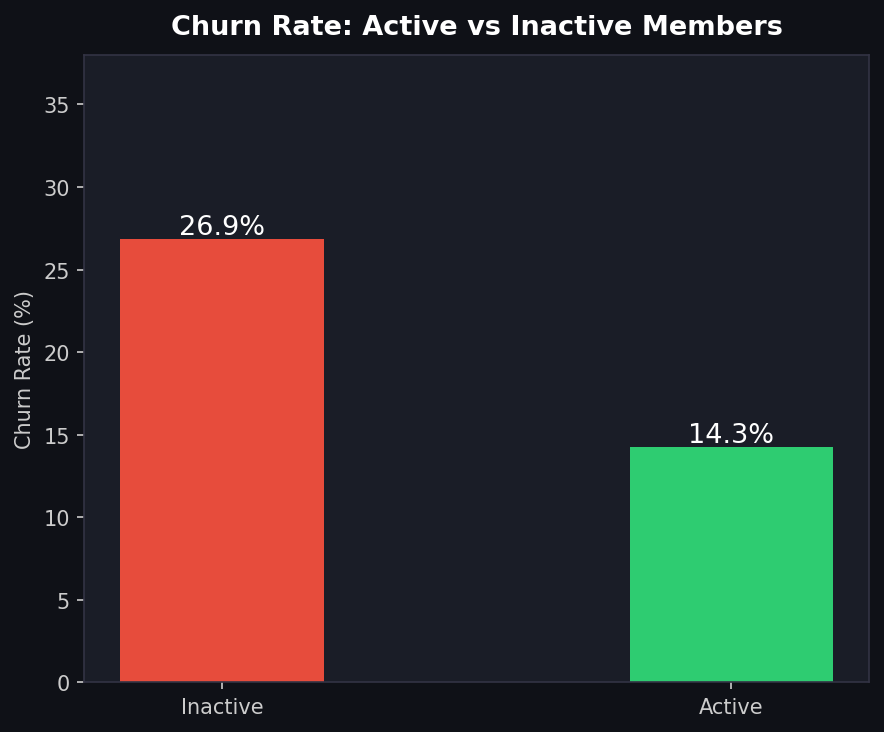 Churn Rate: Active vs Inactive Members
Churn Rate (%)
35
30
25
20
15
10
5
0
26.9%
14.3%
Inactive
Active